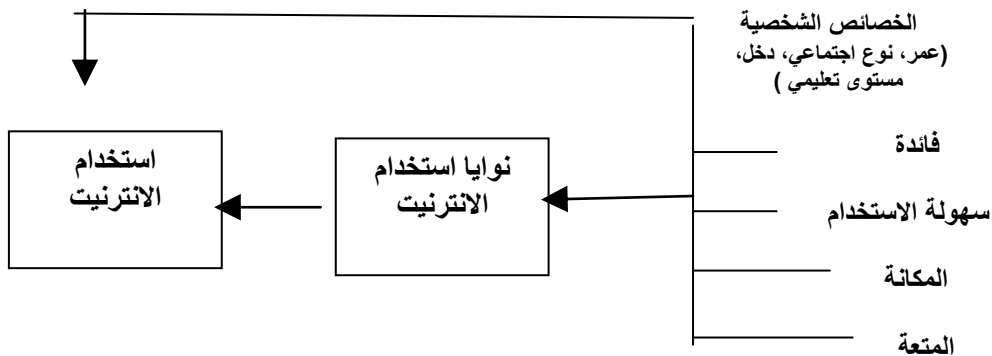 الخصائص الشخصية
(عمر، نوع اجتماعي، دخل،
مستوى تعليمي )
فائدة
سهولة الاستخدام
المكانة
المتعة
نوايا استخدام
الانترنيت
استخدام
الانترنيت